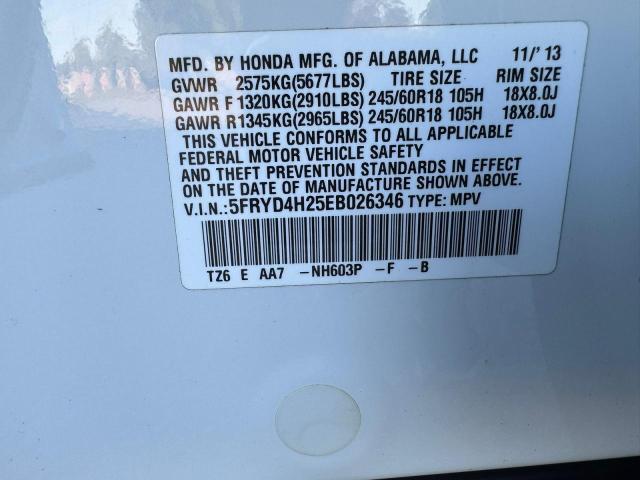 MFD. BY HONDA MFG. OF ALABAMA, LLC 11/'13
GVWR 2575KG(5677LBS) TIRE SIZE RIM SIZE
GAWR F 1320KG(2910LBS) 245/60R18 105H 18X8.0J
GAWR R1345KG(2965LBS) 245/60R18 105H 18X8.0J
THIS VEHICLE CONFORMS TO ALL APPLICABLE
FEDERAL MOTOR VEHICLE SAFETY
AND THEFT PREVENTION STANDARDS IN EFFECT
ON THE DATE OF MANUFACTURE SHOWN ABOVE.
V.I.N.:5FRYD4H25EB026346 TYPE: MPV
TZ6 E AA7 -NH603P -F -B